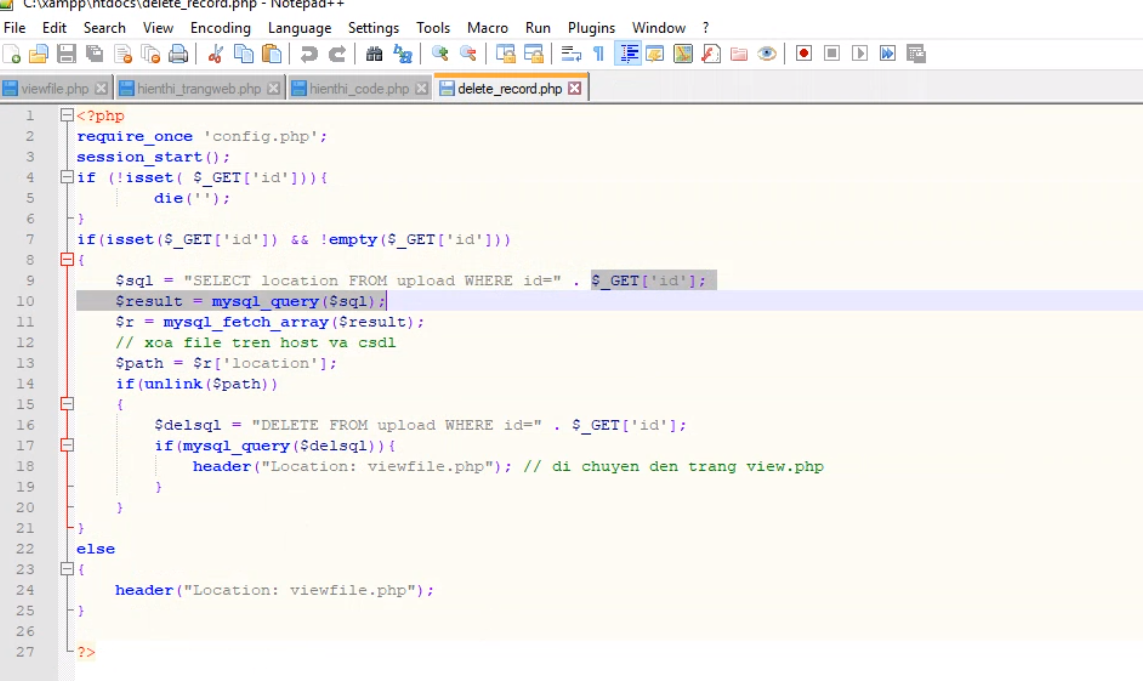 C:\xampp\htdocs\delete_record.php - Notepad++
File Edit Search View Encoding Language Settings Tools Macro Run Plugins Window ?
viewfile.php hienthi_trangweb.php hienthi_code.php delete_record.php
1 <?php
2 require_once 'config.php';
3 session_start();
4 if (!isset( $_GET['id'])){
5 die('');
6 }
7 if(isset($_GET['id']) && !empty($_GET['id']))
8 {
9 $sql = "SELECT location FROM upload WHERE id=" . $_GET['id'];
10 $result = mysql_query($sql);
11 $r = mysql_fetch_array($result);
12 // xoa file tren host va csdl
13 $path = $r['location'];
14 if(unlink($path))
15 {
16 $delsql = "DELETE FROM upload WHERE id=" . $_GET['id'];
17 if(mysql_query($delsql)){
18 header("Location: viewfile.php"); // di chuyen den trang view.php
19 }
20 }
21 }
22 else
23 {
24 header("Location: viewfile.php");
25 }
26
27 ?>